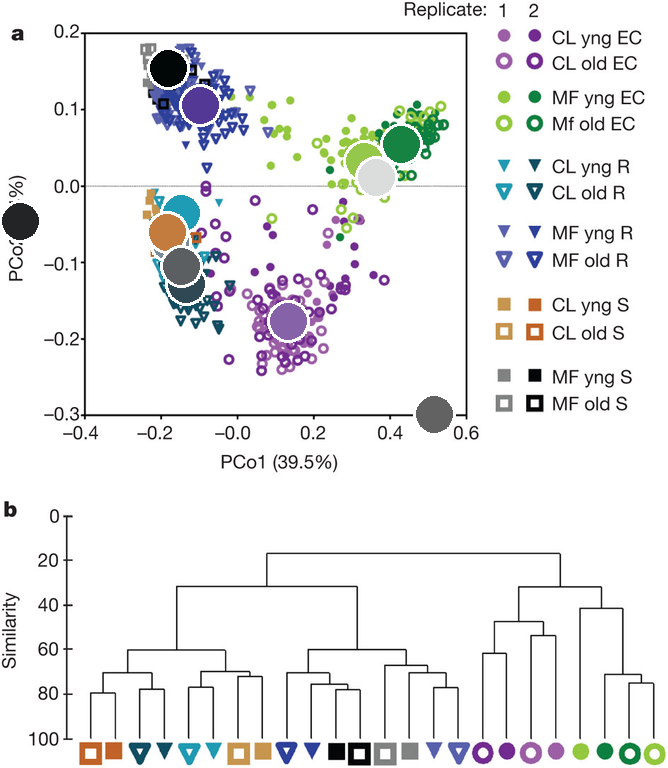 Replicate: 1 2
a
CL yng EC
CL old EC
MF yng EC
Mf old EC
CL yng R
CL old R
MF yng R
MF old R
CL yng S
CL old S
MF yng S
MF old S
0.2
0.1
0.0
−0.1
−0.2
−0.3
−0.4
−0.2
−0.0
0.2
0.4
0.6
PCo1 (39.5%)
b
Similarity
0
20
40
60
80
100